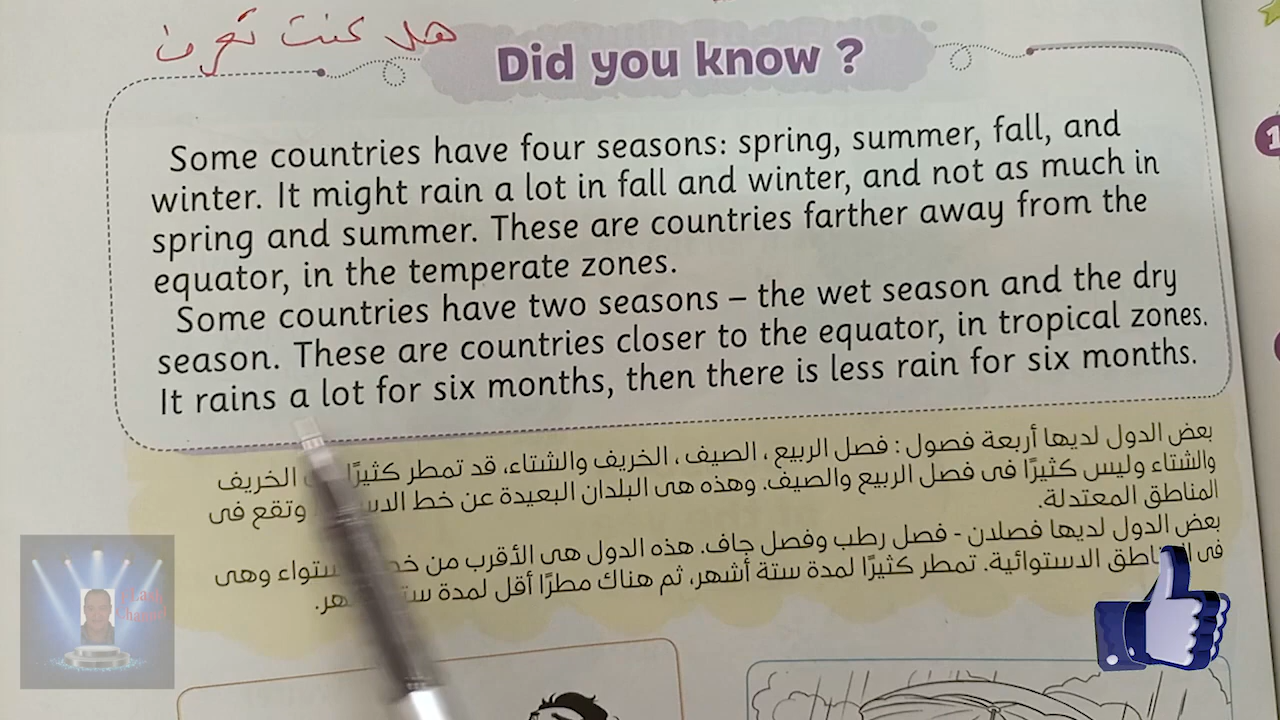 هل كنت تعرف
Did you know ?
Some countries have four seasons: spring, summer, fall, and
winter. It might rain a lot in fall and winter, and not as much in
spring and summer. These are countries farther away from the
equator, in the temperate zones.
Some countries have two seasons – the wet season and the dry
season. These are countries closer to the equator, in tropical zones.
It rains a lot for six months, then there is less rain for six months.
بعض الدول لديها أربعة فصول : فصل الربيع ، الصيف ، الخريف والشتاء، قد تمطر كثيرًا الخريف
والشتاء وليس كثيرًا فى فصل الربيع والصيف. وهذه هى البلدان البعيدة عن خط وتقع فى
المناطق المعتدلة.
بعض الدول لديها فصلان - فصل رطب وفصل جاف. هذه الدول هى الأقرب من وهى
فى الاستوائية. تمطر كثيرًا لمدة ستة أشهر، ثم هناك مطرًا أقل لمدة
Channel
1